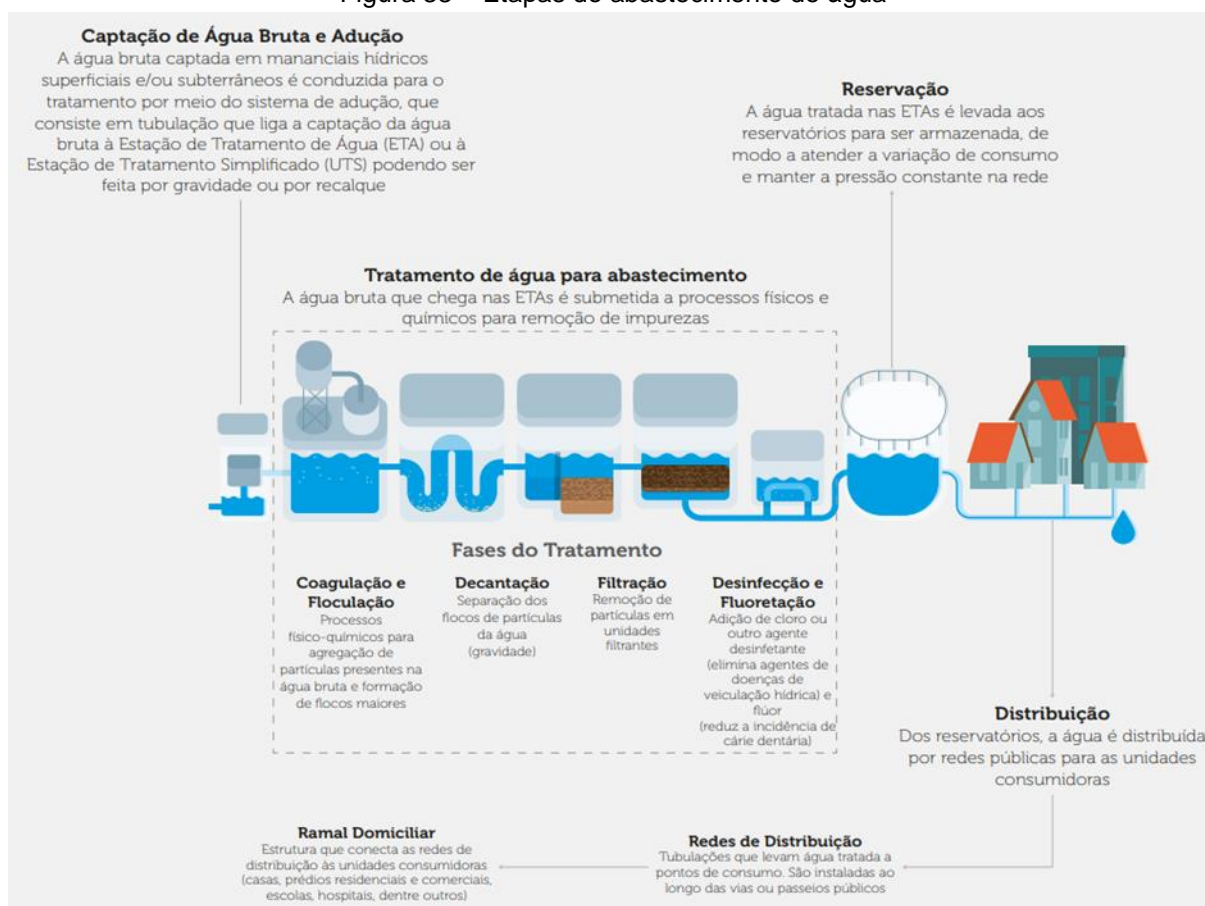 Captação de Água Bruta e Adução
A água bruta captada em mananciais hídricos
superficiais e/ou subterrâneos é conduzida para o
tratamento por meio do sistema de adução, que
consiste em tubulação que liga a captação da água
bruta à Estação de Tratamento de Água (ETA) ou à
Estação de Tratamento Simplificado (UTS) podendo ser
feita por gravidade ou por recalque
Reservação
A água tratada nas ETAs é levada aos
reservatórios para ser armazenada, de
modo a atender a variação de consumo
e manter a pressão constante na rede
Tratamento de água para abastecimento
A água bruta que chega nas ETAs é submetida a processos físicos e
químicos para remoção de impurezas
Fases do Tratamento
Coagulação e
Floculação
Processos
físico-químicos para
agregação de
partículas presentes na
água bruta e formação
de flocos maiores
Decantação
Separação dos
flocos de partículas
da água
(gravidade)
Filtração
Remoção de
partículas em
unidades
filtrantes
Desinfecção e
Fluoretação
Adição de cloro ou
outro agente
desinfetante
(elimina agentes de
doenças de
veiculação hídrica) e
flúor
(reduz a incidência de
cárie dentária)
Distribuição
Dos reservatórios, a água é distribuída
por redes públicas para as unidades
consumidoras
Redes de Distribuição
Tubulações que levam água tratada a
pontos de consumo. São instaladas ao
longo das vias ou passeios públicos
Ramal Domiciliar
Estrutura que conecta as redes de
distribuição às unidades consumidoras
(casas, prédios residenciais e comerciais,
escolas, hospitais, dentre outros)